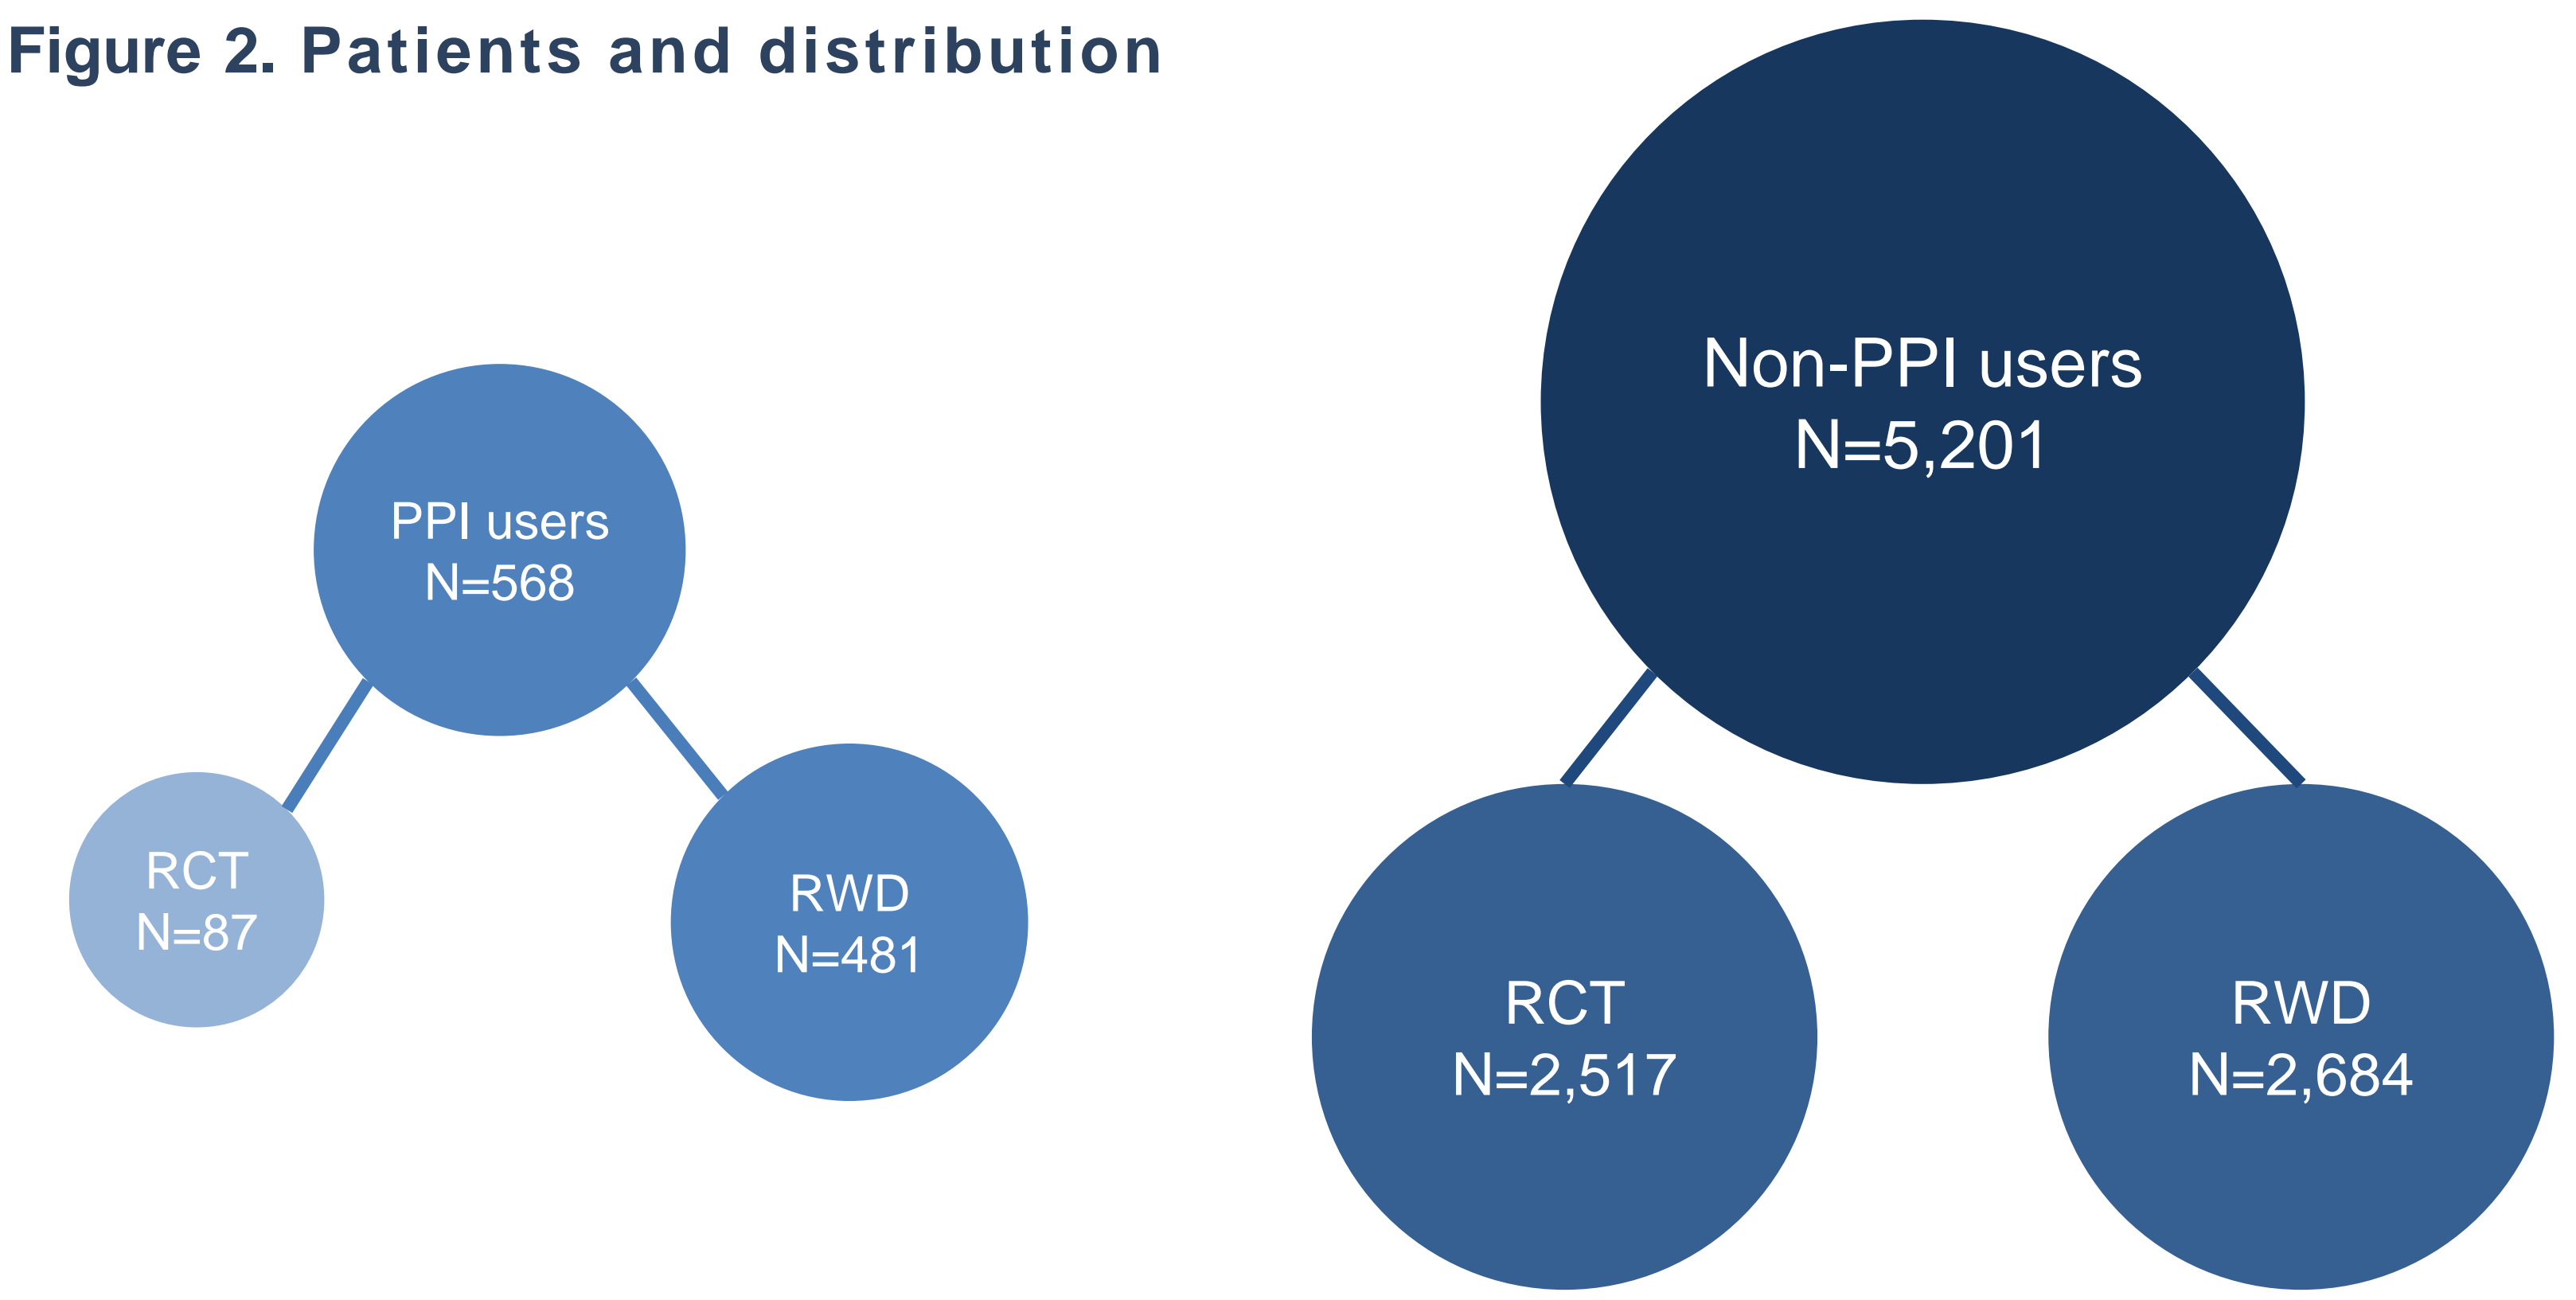 Figure 2. Patients and distribution
PPI users
N=568
RCT
N=87
RWD
N=481
Non-PPI users
N=5,201
RCT
N=2,517
RWD
N=2,684